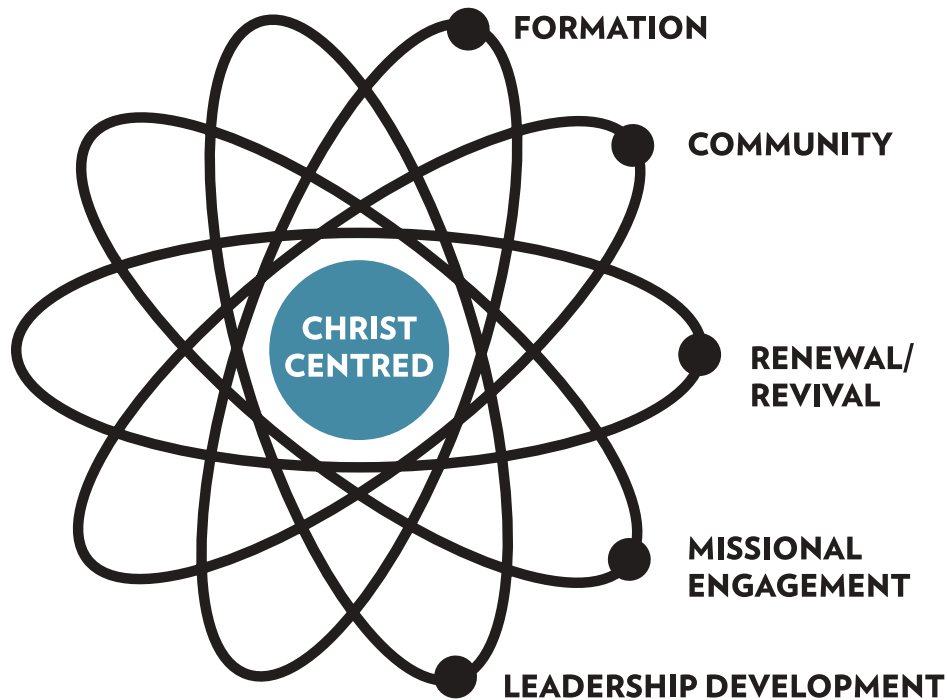 FORMATION
COMMUNITY
CHRIST
CENTRED
RENEWAL/
REVIVAL
MISSIONAL
ENGAGEMENT
LEADERSHIP DEVELOPMENT